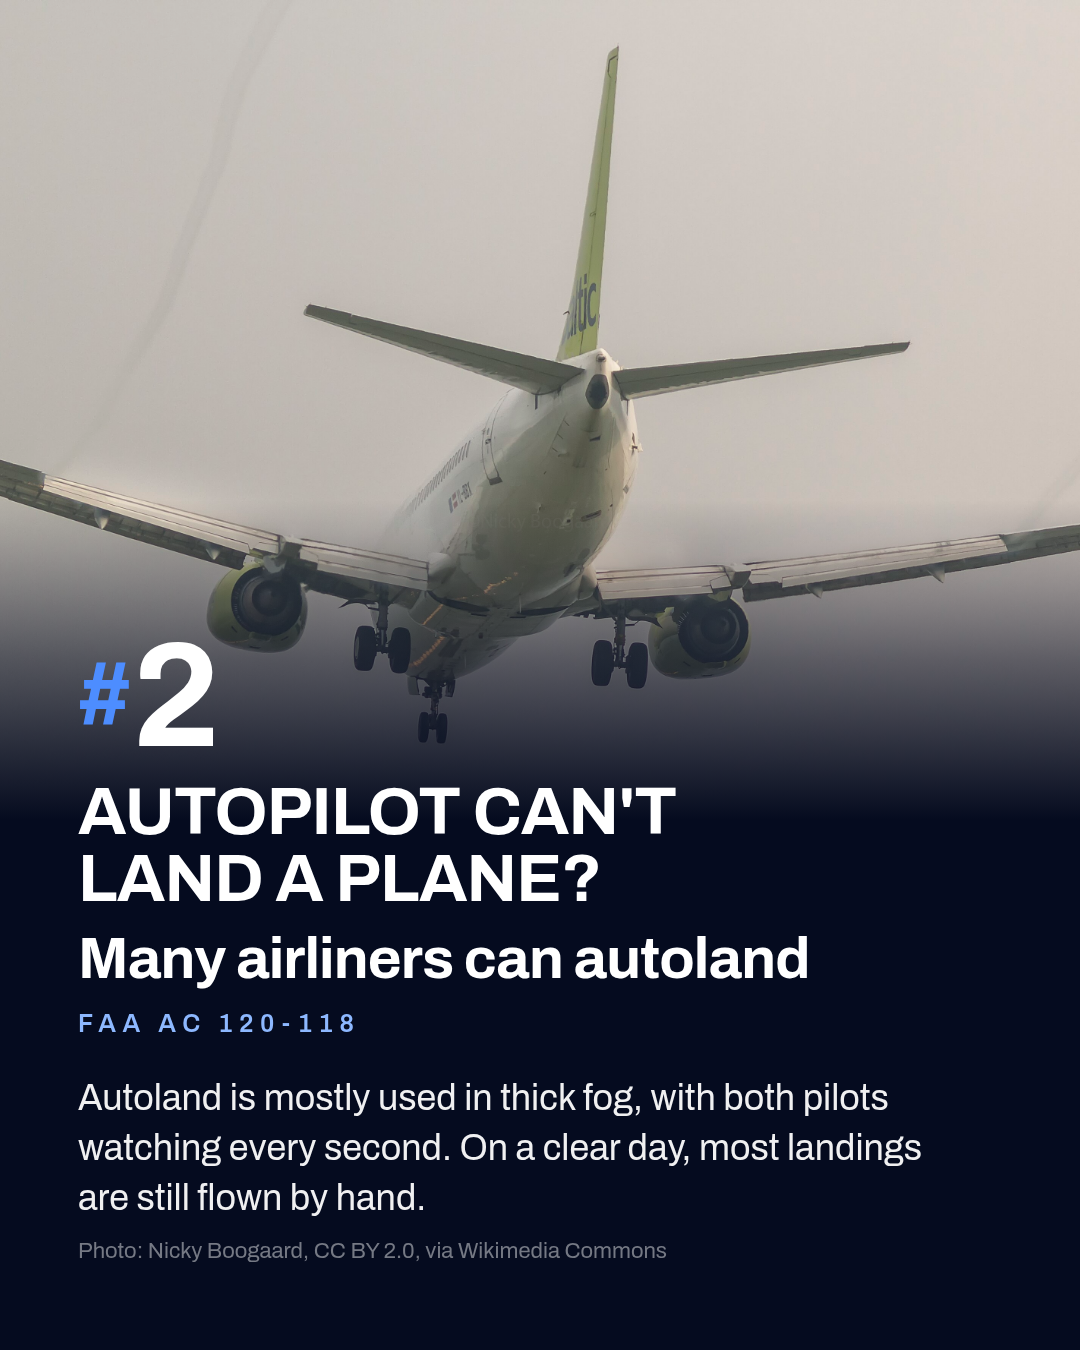 tic
#2
AUTOPILOT CAN'T
LAND A PLANE?
Many airliners can autoland
FAA AC 120-118
Autoland is mostly used in thick fog, with both pilots
watching every second. On a clear day, most landings
are still flown by hand.
Photo: Nicky Boogaard, CC BY 2.0, via Wikimedia Commons